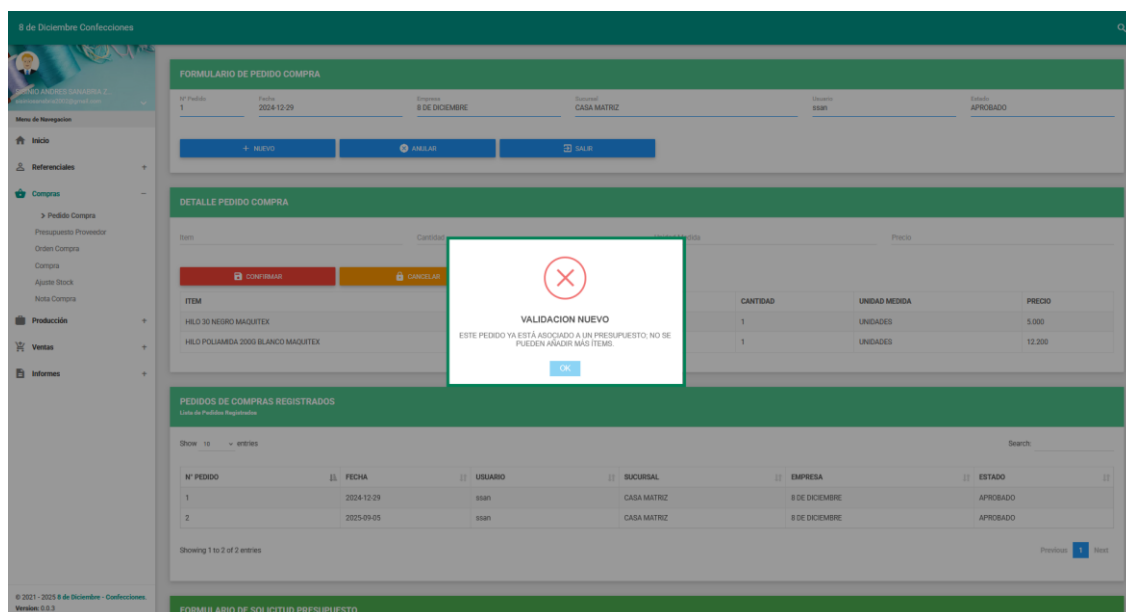 8 de Diciembre Confecciones
Menu de Navegacion
Inicio
Referenciales
Compras
> Pedido Compra
Presupuesto Proveedor
Orden Compra
Compra
Ajuste Stock
Nota Compra
Producción
Ventas
Informes
© 2021 - 2025 8 de Diciembre - Confecciones.
Version: 0.0.3
FORMULARIO DE PEDIDO COMPRA
N° Pedido Fecha Empresa Sucursal Usuario Estado
1 2024-12-29 8 DE DICIEMBRE CASA MATRIZ ssan APROBADO
+ NUEVO ANULAR SALIR
DETALLE PEDIDO COMPRA
Item Cantidad Medida Precio
CONFIRMAR CANCELAR
ITEM CANTIDAD UNIDAD MEDIDA PRECIO
HILO 30 NEGRO MAQUITEX 1 UNIDADES 5.000
HILO POLIAMIDA 200G BLANCO MAQUITEX 1 UNIDADES 12.200
VALIDACION NUEVO
ESTE PEDIDO YA ESTÁ ASOCIADO A UN PRESUPUESTO; NO SE
PUEDEN AÑADIR MÁS ÍTEMS.
OK
PEDIDOS DE COMPRAS REGISTRADOS
Lista de Pedidos Registrados
Show 10 entries Search:
N° PEDIDO FECHA USUARIO SUCURSAL EMPRESA ESTADO
1 2024-12-29 ssan CASA MATRIZ 8 DE DICIEMBRE APROBADO
2 2025-09-05 ssan CASA MATRIZ 8 DE DICIEMBRE APROBADO
Showing 1 to 2 of 2 entries Previous 1 Next
FORMULARIO DE SOLICITUD PRESUPUESTO